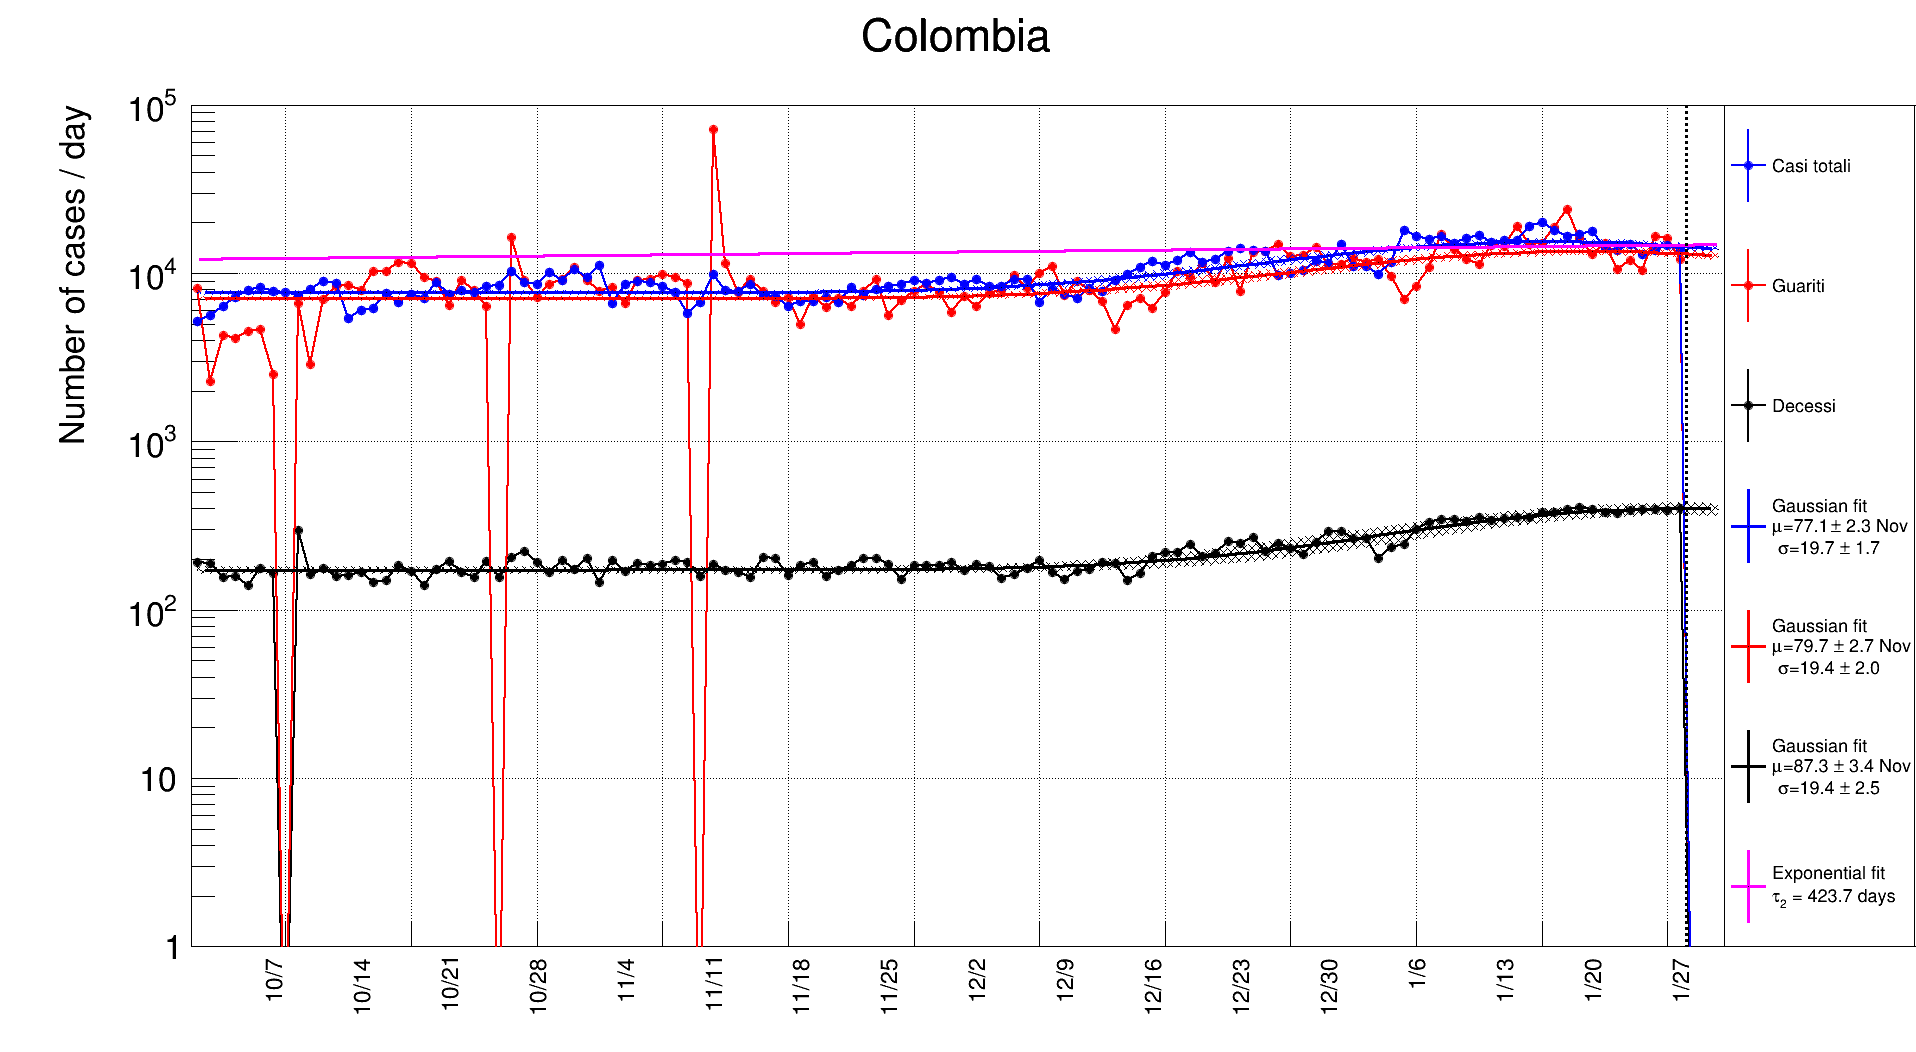 Colombia
Number of cases / day
10^5
10^4
10^3
10^2
10
1
10/7
10/14
10/21
10/28
11/4
11/11
11/18
11/25
12/2
12/9
12/16
12/23
12/30
1/6
1/13
1/20
1/27
Casi totali
Guariti
Decessi
Gaussian fit
μ=77.1 ± 2.3 Nov
σ=19.7 ± 1.7
Gaussian fit
μ=79.7 ± 2.7 Nov
σ=19.4 ± 2.0
Gaussian fit
μ=87.3 ± 3.4 Nov
σ=19.4 ± 2.5
Exponential fit
τ₂ = 423.7 days